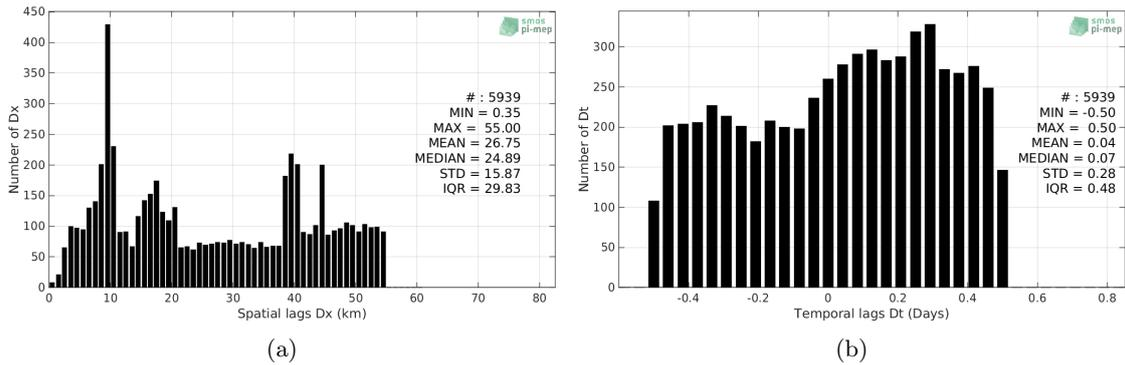 450
400
350
300
250
200
150
100
50
0
0 10 20 30 40 50 60 70 80
Number of Dx
Spatial lags Dx (km)
smos
pi-mep
# : 5939
MIN = 0.35
MAX = 55.00
MEAN = 26.75
MEDIAN = 24.89
STD = 15.87
IQR = 29.83
(a)
300
250
200
150
100
50
0
-0.4 -0.2 0 0.2 0.4 0.6 0.8
Number of Dt
Temporal lags Dt (Days)
smos
pi-mep
# : 5939
MIN = -0.50
MAX = 0.50
MEAN = 0.04
MEDIAN = 0.07
STD = 0.28
IQR = 0.48
(b)